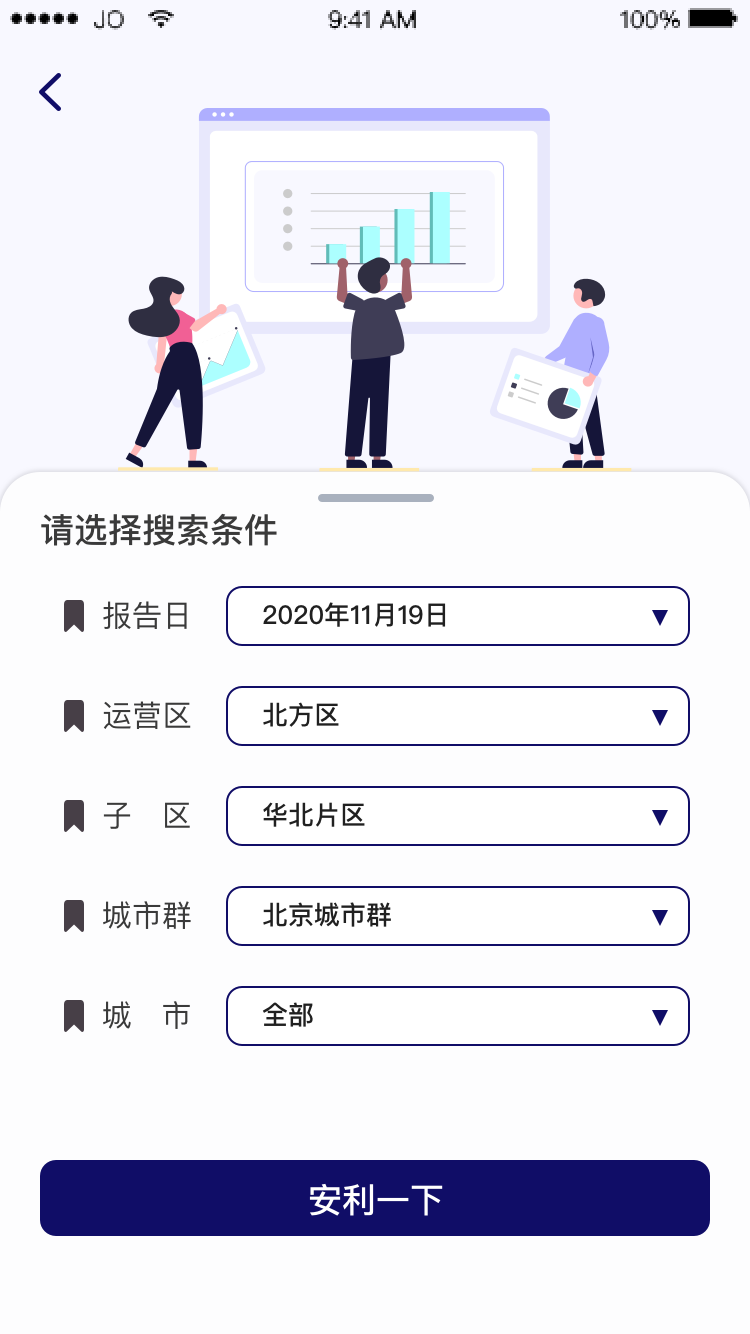 JO 9:41 AM 100%
请选择搜索条件
报告日 2020年11月19日
运营区 北方区
子 区 华北片区
城市群 北京城市群
城 市 全部
安利一下